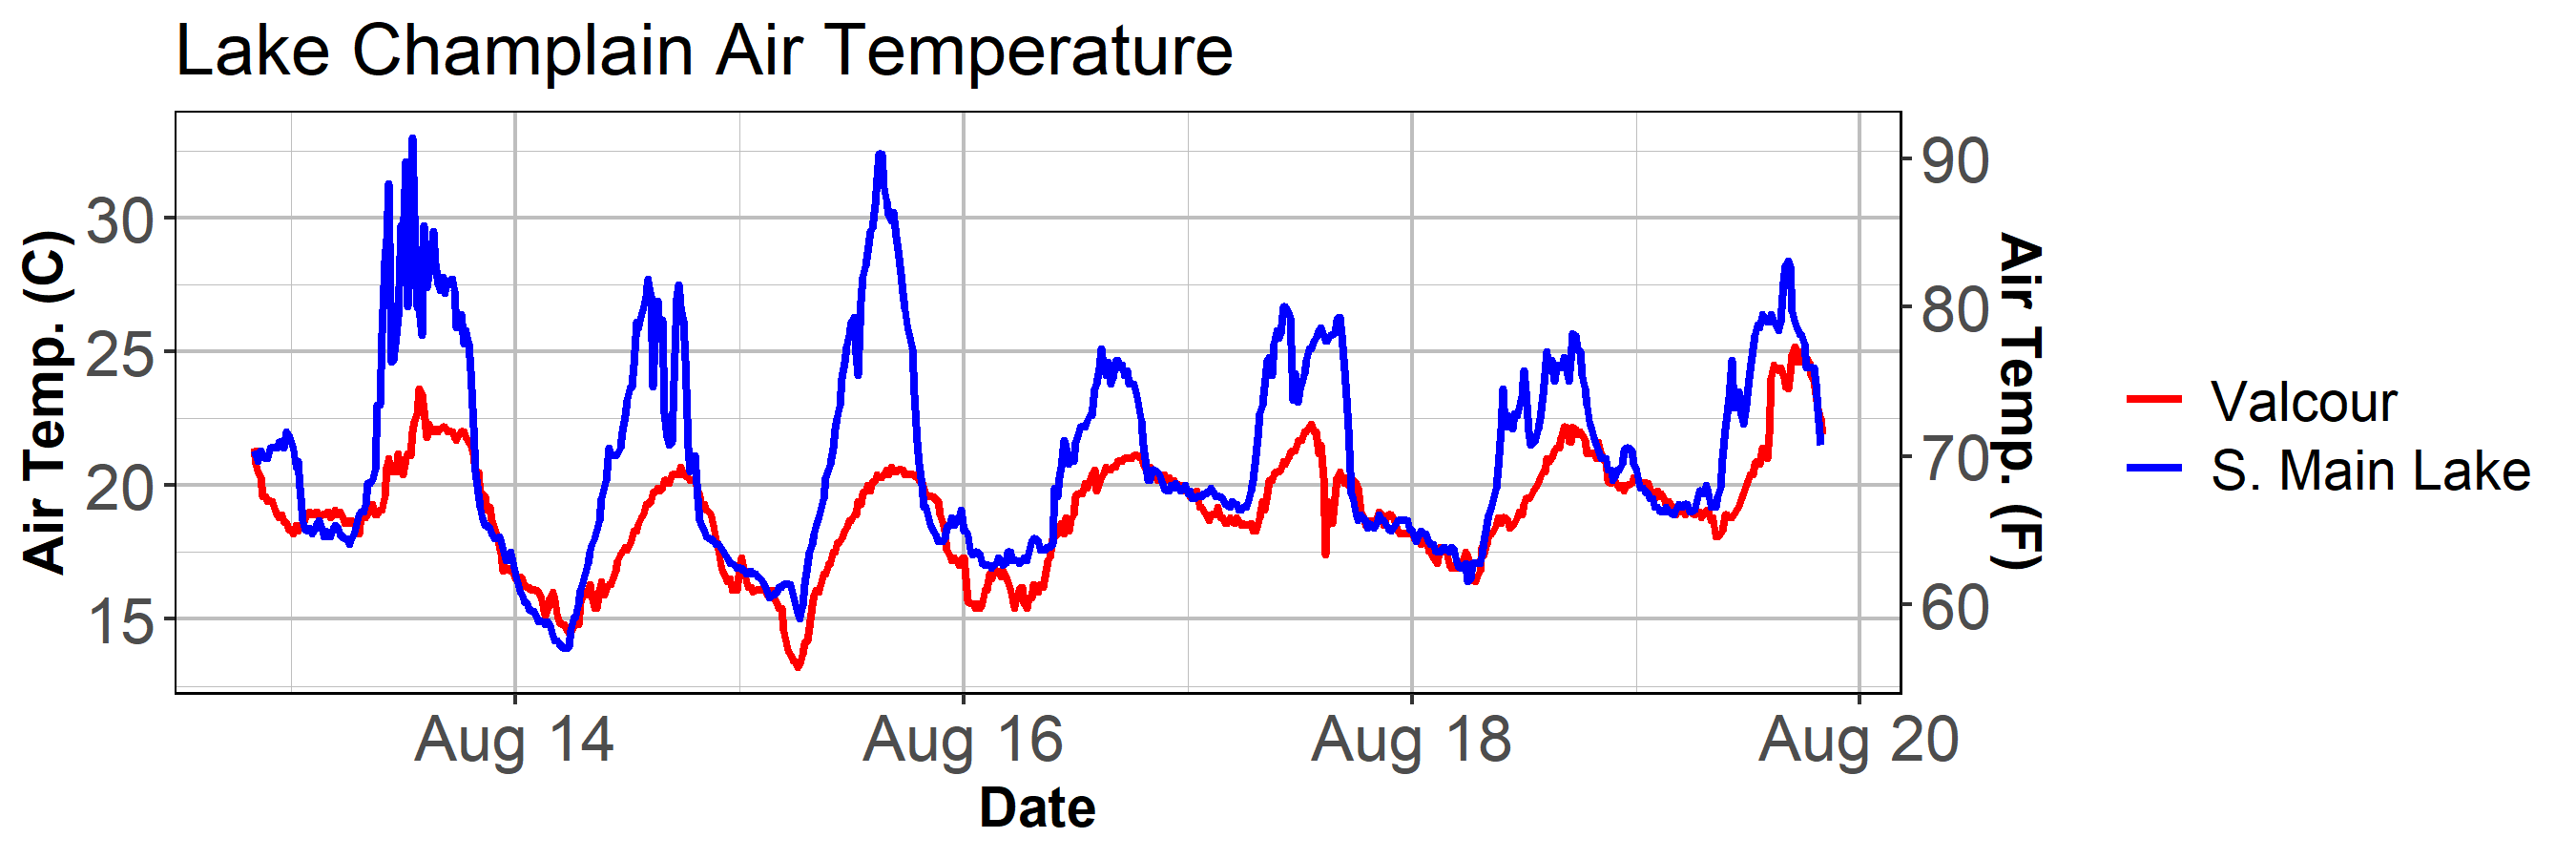 Lake Champlain Air Temperature
Air Temp. (C)
30
25
20
15
90
80
70
60
Air Temp. (F)
Aug 14
Aug 16
Aug 18
Aug 20
Date
Valcour
S. Main Lake